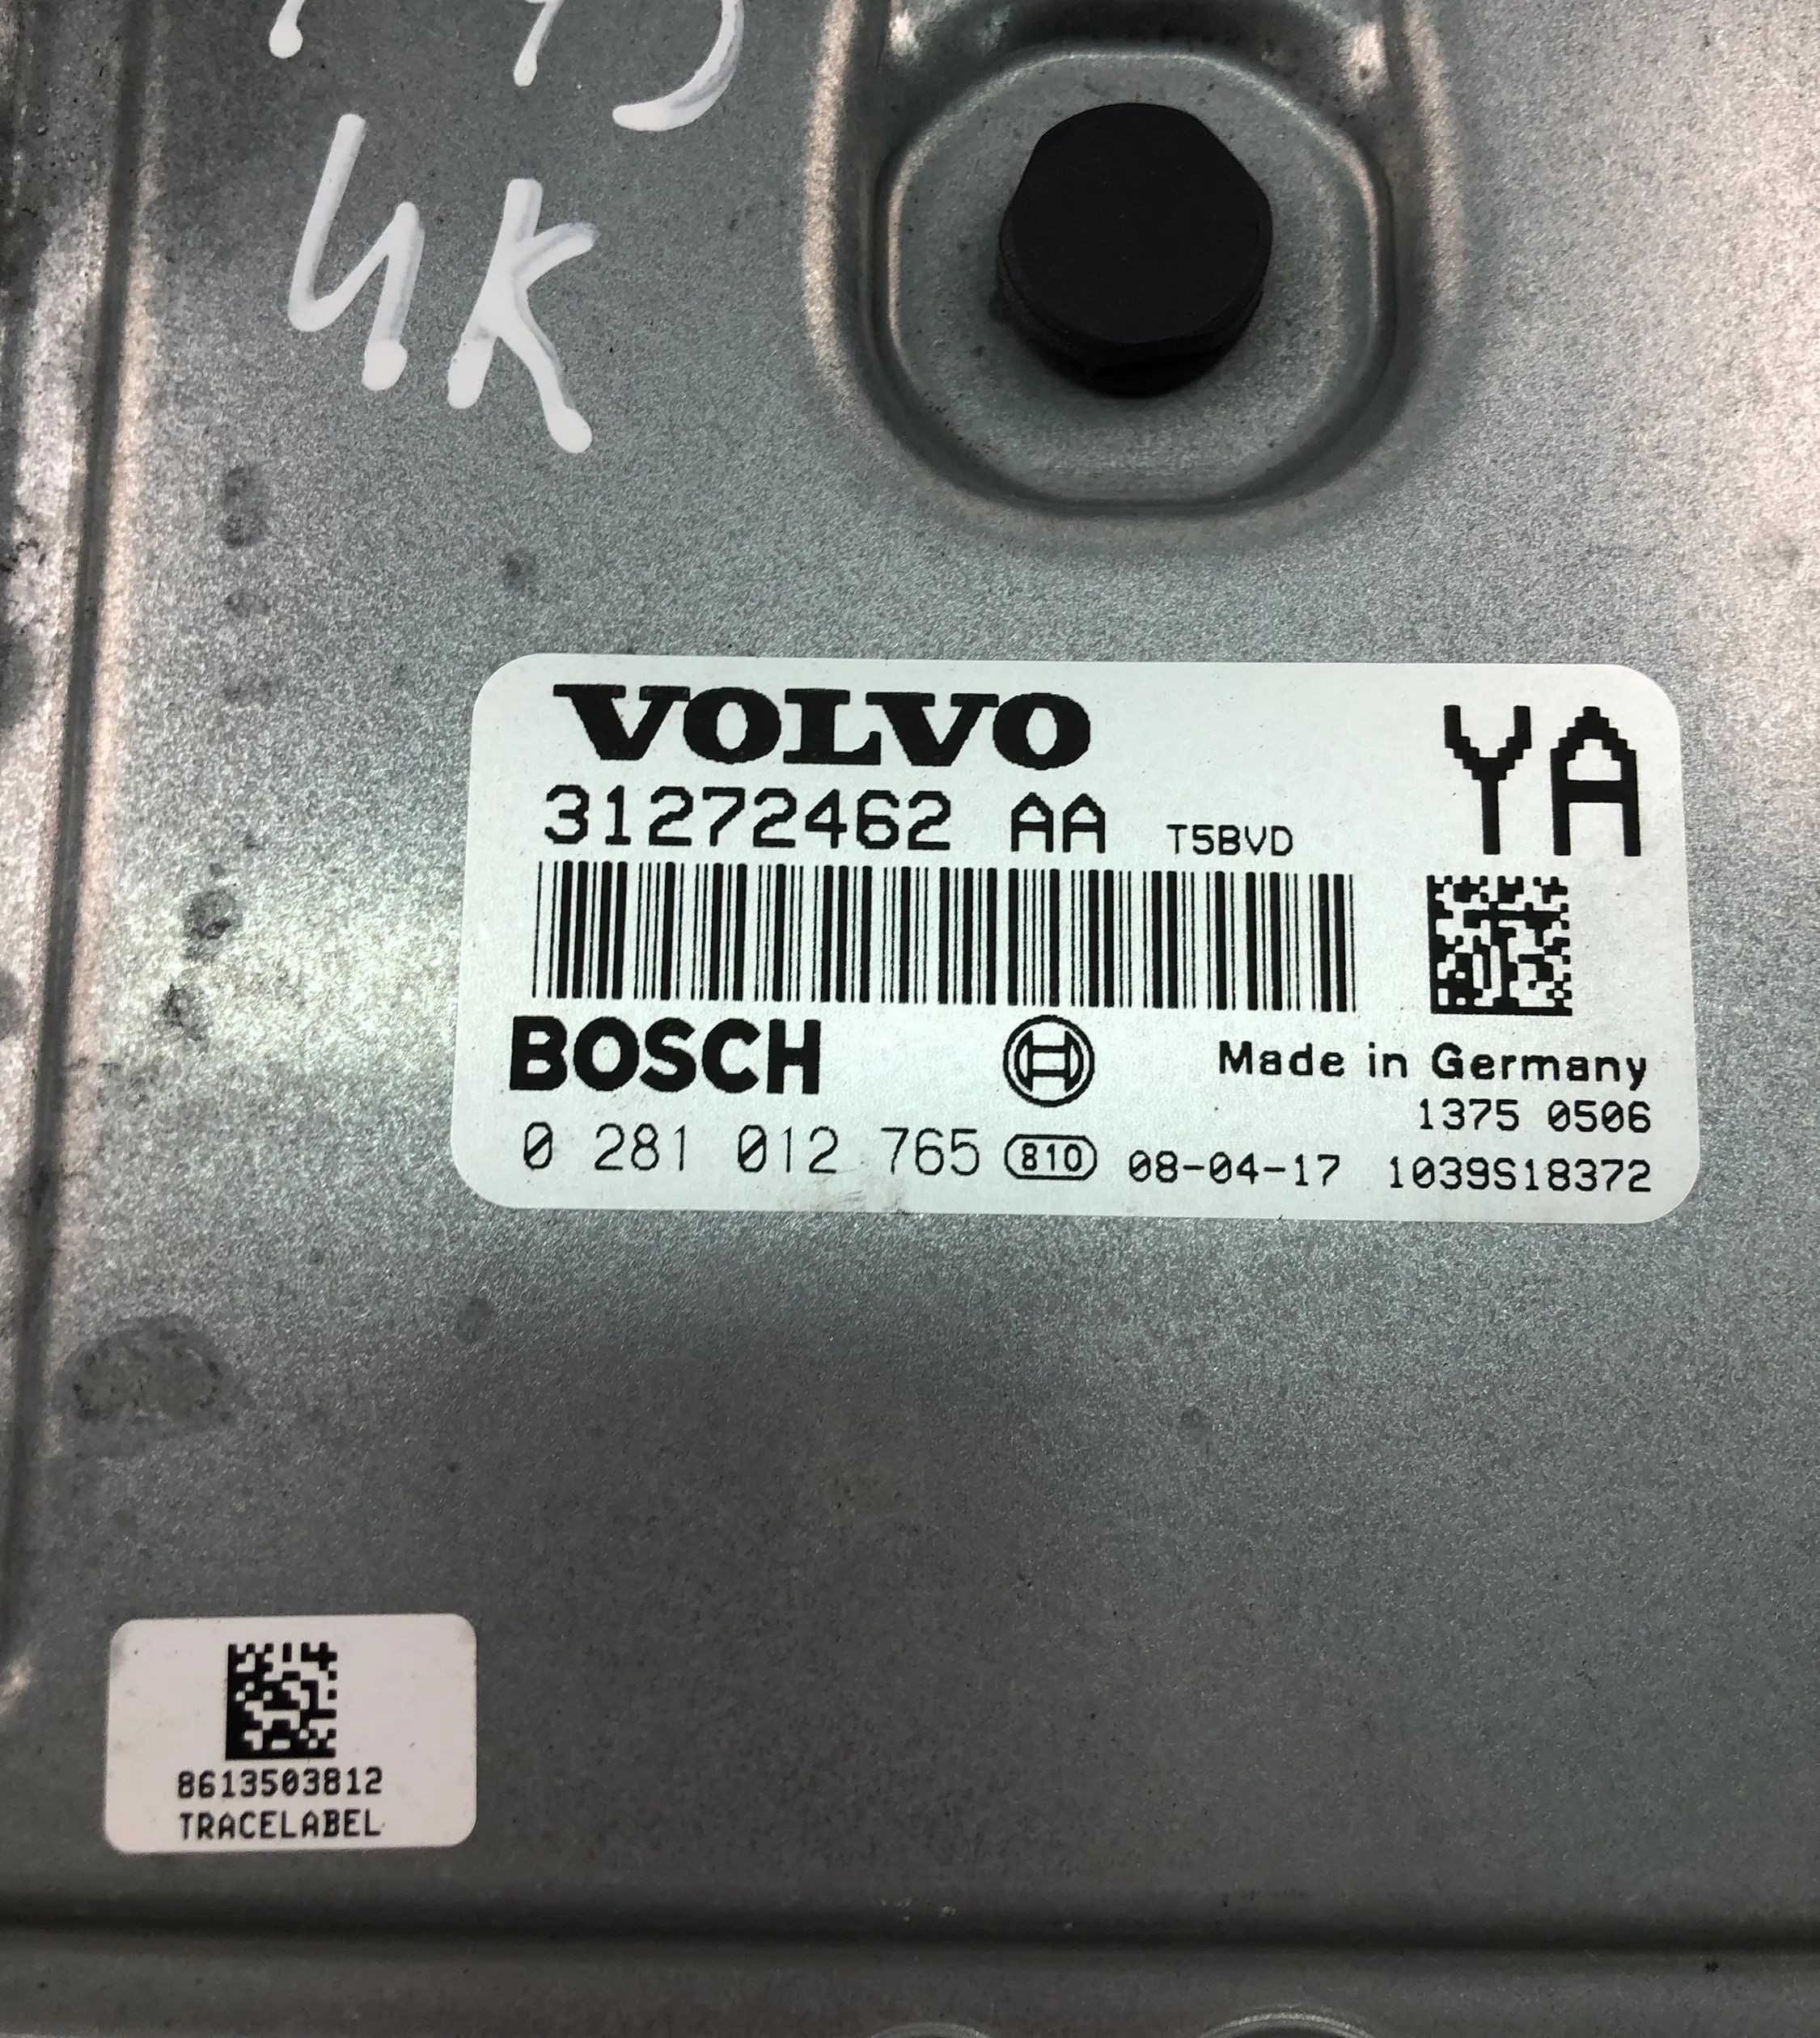 4K
VOLVO
31272462 AA T5BVD YA
BOSCH
Made in Germany
1375 0506
0 281 012 765 810 08-04-17 1039S18372
8613503812
TRACELABEL